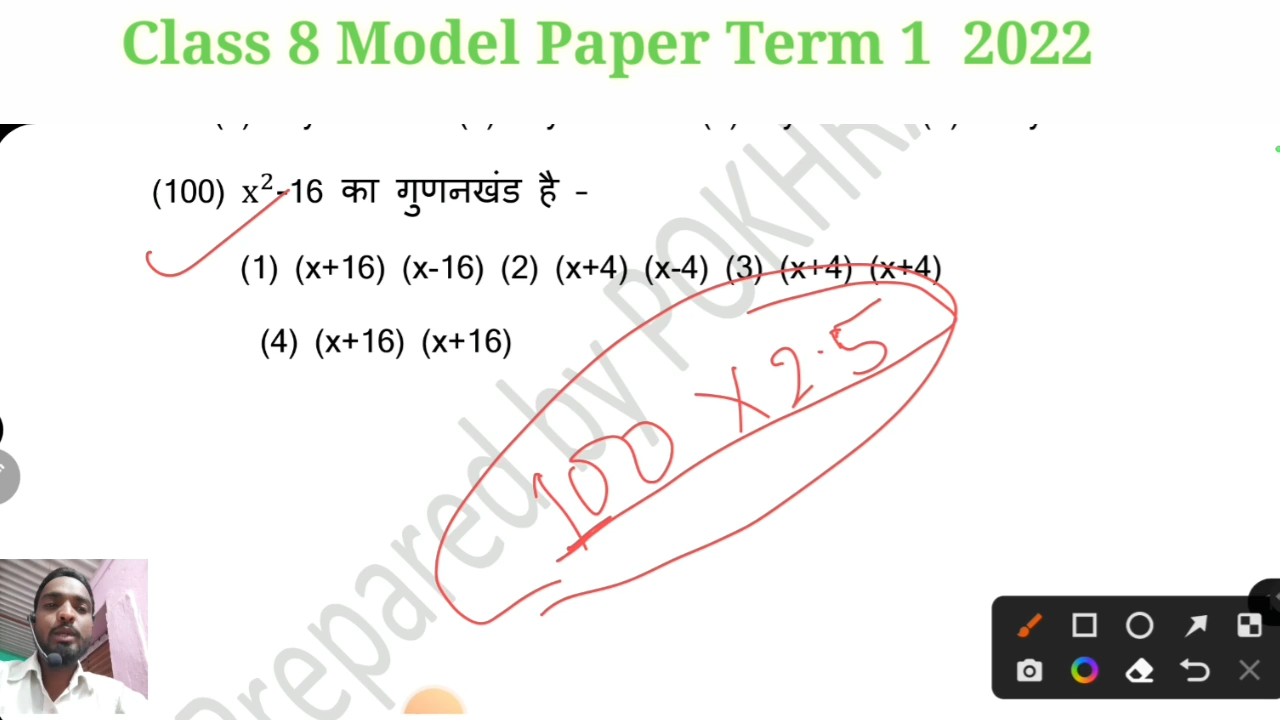 Class 8 Model Paper Term 1 2022
(100) x²-16 का गुणनखंड है -
(1) (x+16) (x-16) (2) (x+4) (x-4) (3) (x+4) (x+4)
(4) (x+16) (x+16)
100 x 2.5
Prepared by POKHR